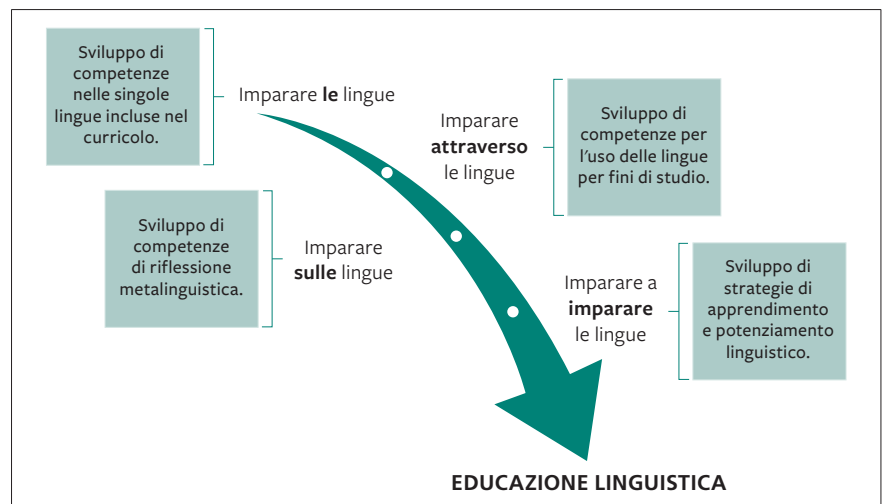 Sviluppo di
competenze
nelle singole
lingue incluse nel
curricolo.
Imparare le lingue
Imparare
attraverso
le lingue
Sviluppo di
competenze per
l'uso delle lingue
per fini di studio.
Sviluppo di
competenze
di riflessione
metalinguistica.
Imparare
sulle lingue
Imparare a
imparare
le lingue
Sviluppo di
strategie di
apprendimento
e potenziamento
linguistico.
EDUCAZIONE LINGUISTICA